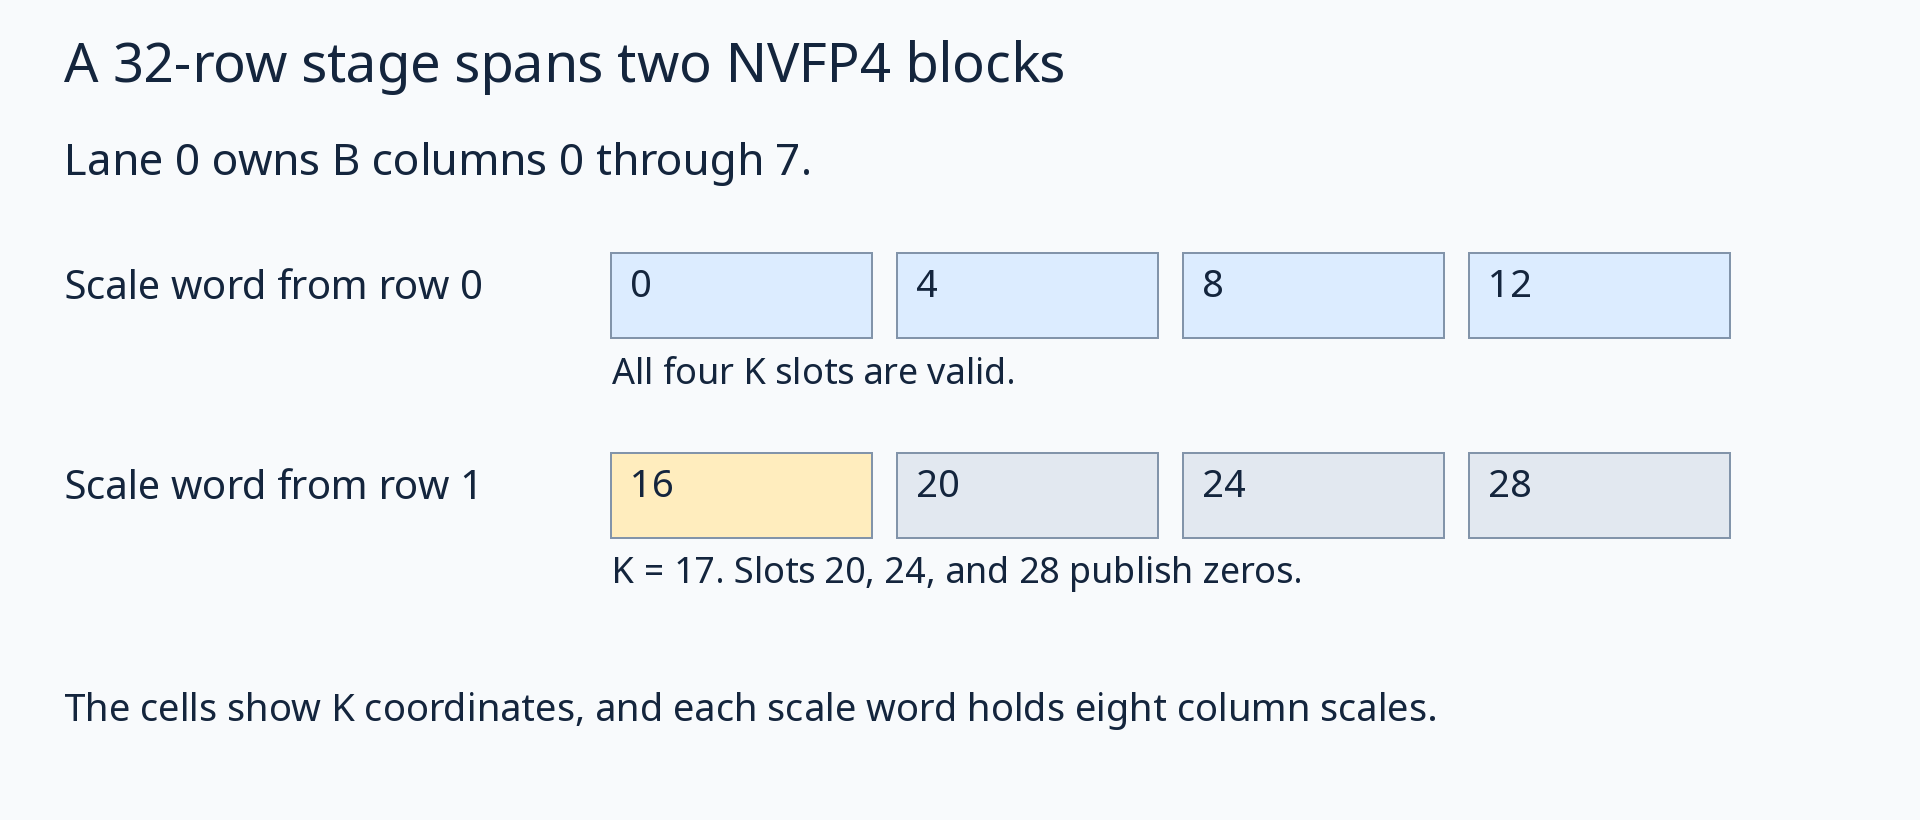 A 32-row stage spans two NVFP4 blocks
Lane 0 owns B columns 0 through 7.
Scale word from row 0
0 4 8 12
All four K slots are valid.
Scale word from row 1
16 20 24 28
K = 17. Slots 20, 24, and 28 publish zeros.
The cells show K coordinates, and each scale word holds eight column scales.